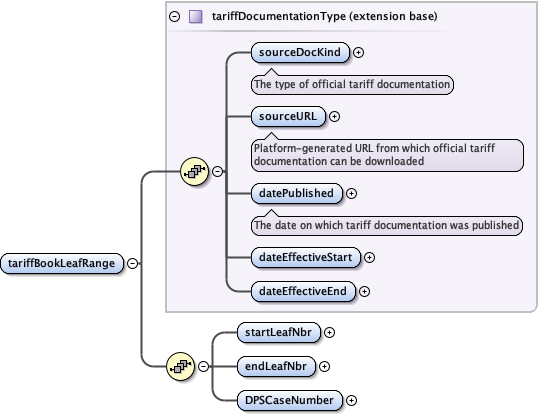 tariffDocumentationType (extension base)
sourceDocKind
The type of official tariff documentation
sourceURL
Platform-generated URL from which official tariff
documentation can be downloaded
datePublished
The date on which tariff documentation was published
dateEffectiveStart
dateEffectiveEnd
tariffBookLeafRange
startLeafNbr
endLeafNbr
DPSCaseNumber